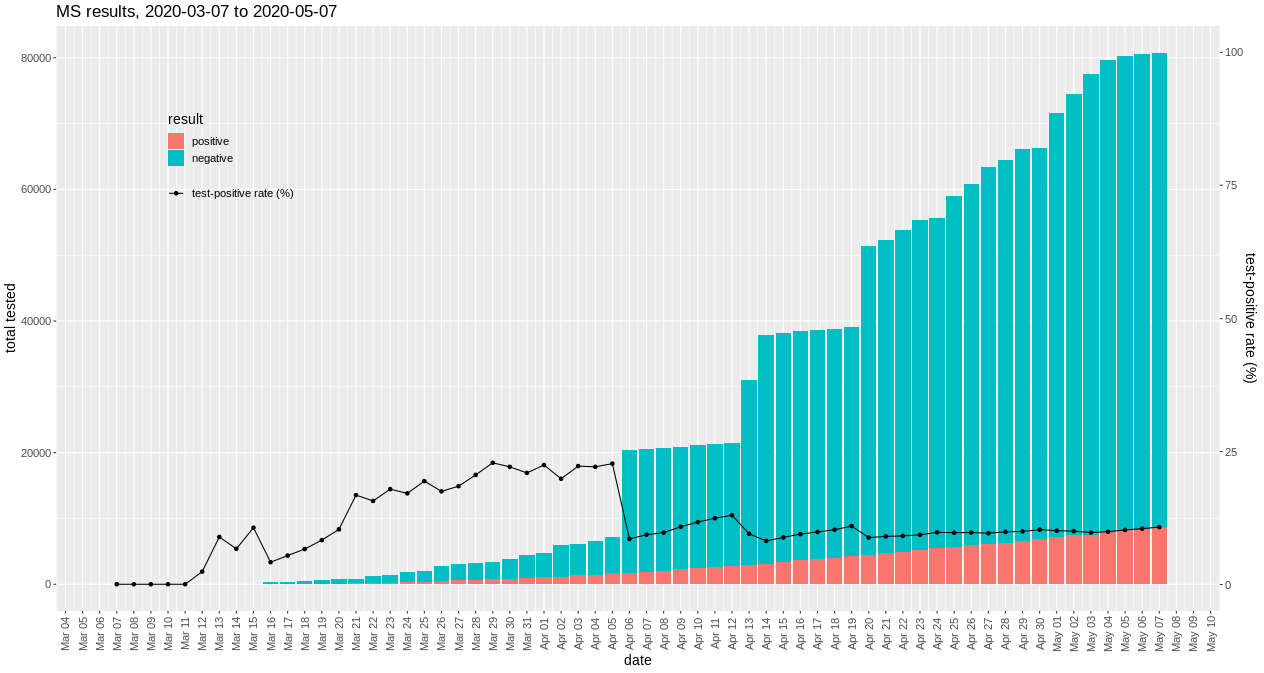 MS results, 2020-03-07 to 2020-05-07
80000
60000
40000
20000
0
total tested
result
positive
negative
test-positive rate (%)
100
75
50
25
0
test-positive rate (%)
Mar 04
Mar 05
Mar 06
Mar 07
Mar 08
Mar 09
Mar 10
Mar 11
Mar 12
Mar 13
Mar 14
Mar 15
Mar 16
Mar 17
Mar 18
Mar 19
Mar 20
Mar 21
Mar 22
Mar 23
Mar 24
Mar 25
Mar 26
Mar 27
Mar 28
Mar 29
Mar 30
Mar 31
Apr 01
Apr 02
Apr 03
Apr 04
Apr 05
Apr 06
Apr 07
Apr 08
Apr 09
Apr 10
Apr 11
Apr 12
Apr 13
Apr 14
Apr 15
Apr 16
Apr 17
Apr 18
Apr 19
Apr 20
Apr 21
Apr 22
Apr 23
Apr 24
Apr 25
Apr 26
Apr 27
Apr 28
Apr 29
Apr 30
May 01
May 02
May 03
May 04
May 05
May 06
May 07
May 08
May 09
May 10
date